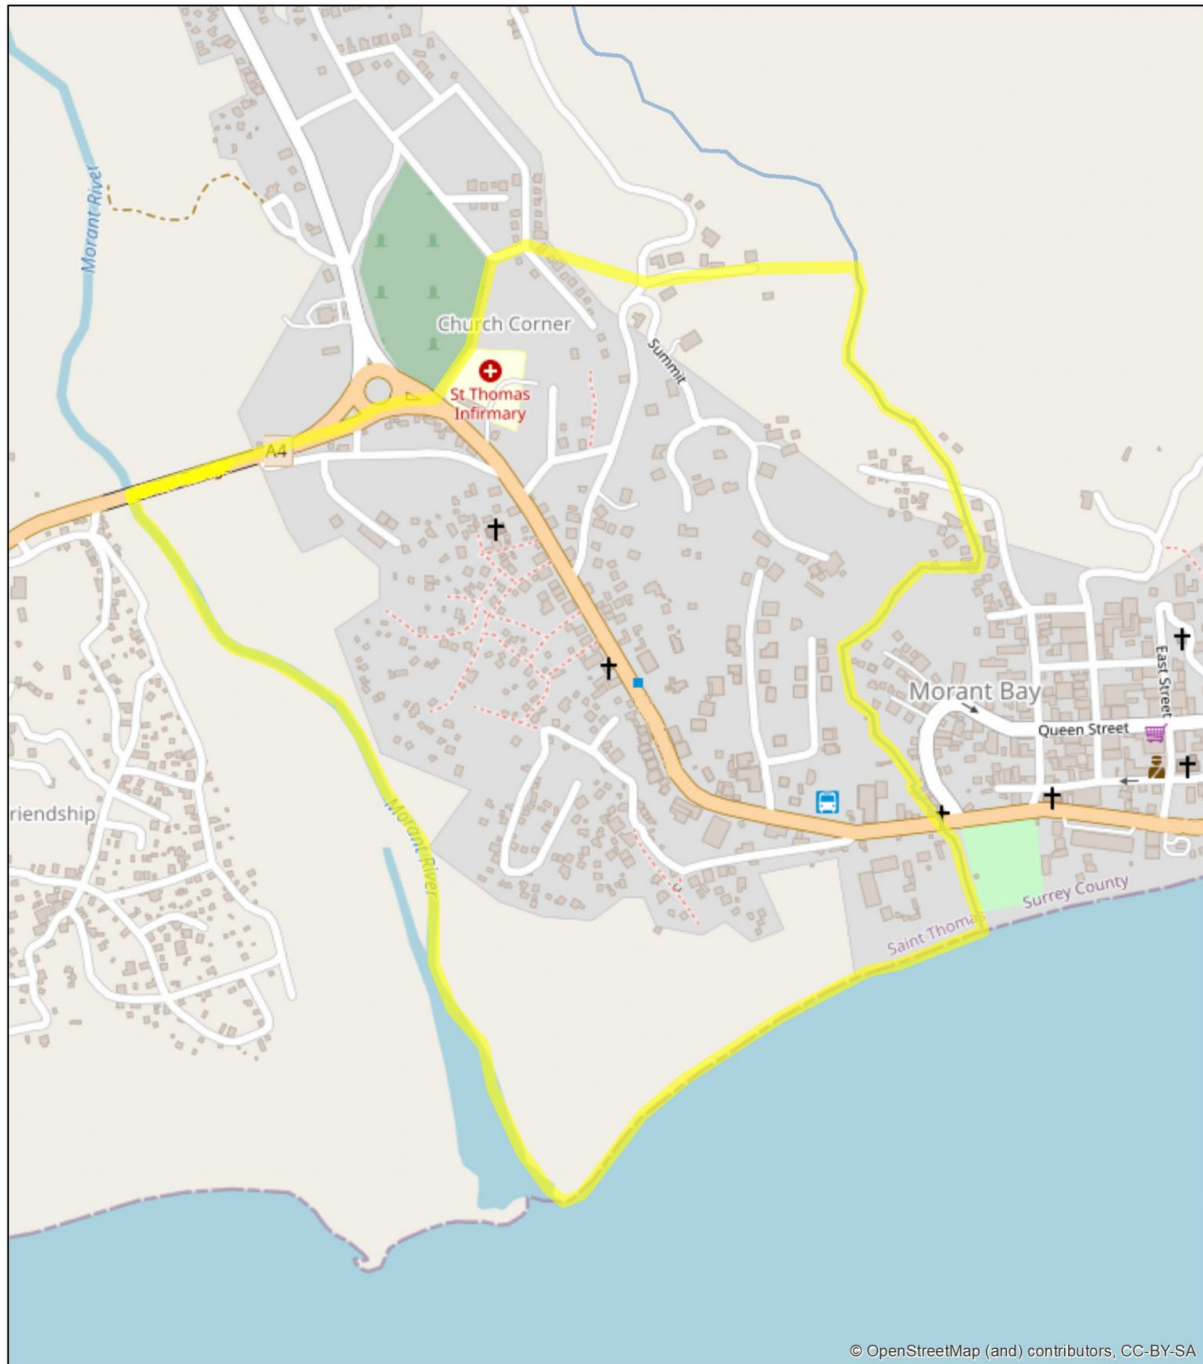 Morant River
Church Corner
St Thomas
Infirmary
Summit
A4
East Street
Morant Bay
Queen Street
riendship
Morant River
Surrey County
Saint Thomas
© OpenStreetMap (and) contributors, CC-BY-SA